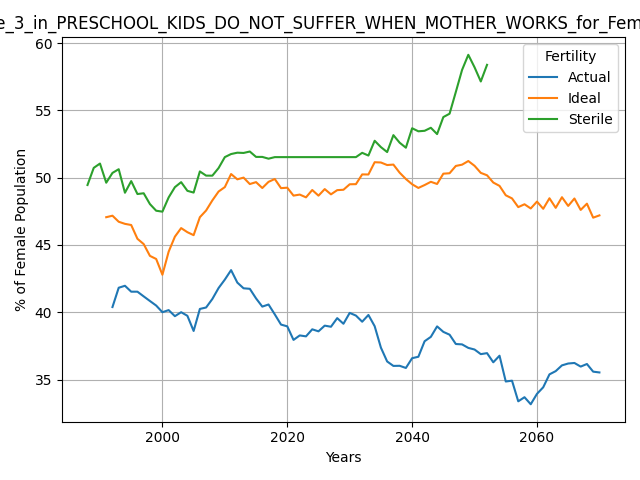 e_3_in_PRESCHOOL_KIDS_DO_NOT_SUFFER_WHEN_MOTHER_WORKS_for_Fem
Fertility
Actual
Ideal
Sterile
% of Female Population
60
55
50
45
40
35
2000
2020
2040
2060
Years